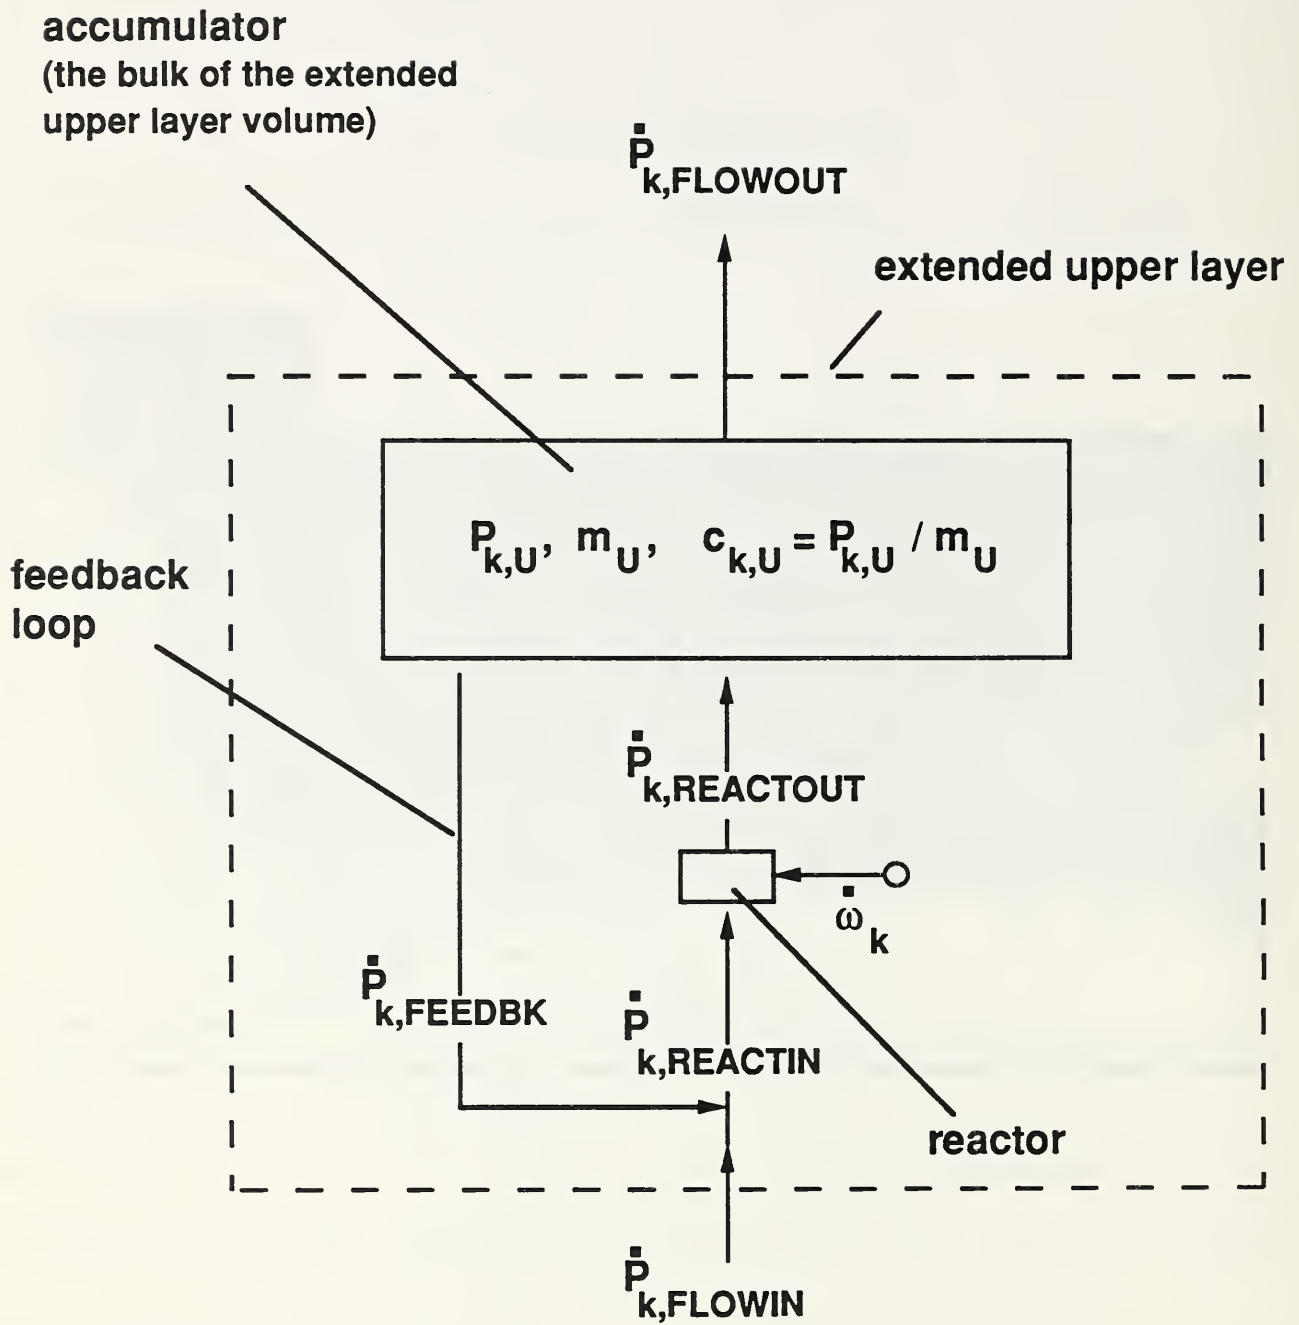 accumulator
(the bulk of the extended
upper layer volume)
Ṗk,FLOWOUT
extended upper layer
Pk,U, mU, ck,U = Pk,U / mU
feedback
loop
Ṗk,REACTOUT
ω̇k
Ṗk,FEEDBK
Ṗk,REACTIN
reactor
Ṗk,FLOWIN